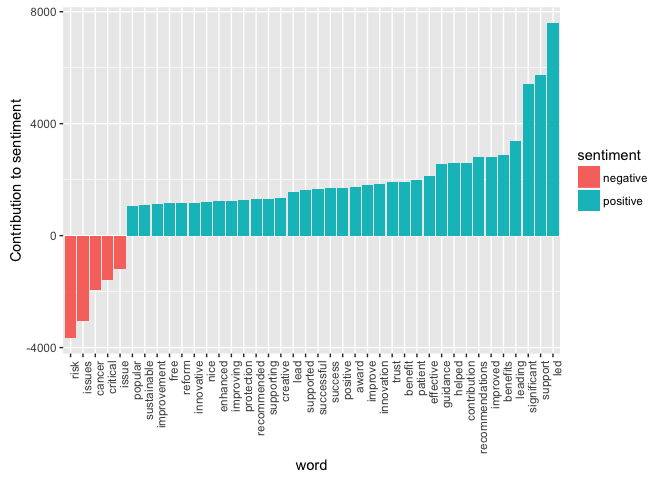 8000
4000
0
-4000
Contribution to sentiment
risk
issues
cancer
critical
issue
popular
sustainable
improvement
free
reform
innovative
nice
enhanced
improving
protection
recommended
supporting
creative
lead
supported
successful
success
positive
award
improve
innovation
trust
benefit
patient
effective
guidance
helped
contribution
recommendations
improved
benefits
leading
significant
support
led
word
sentiment
negative
positive